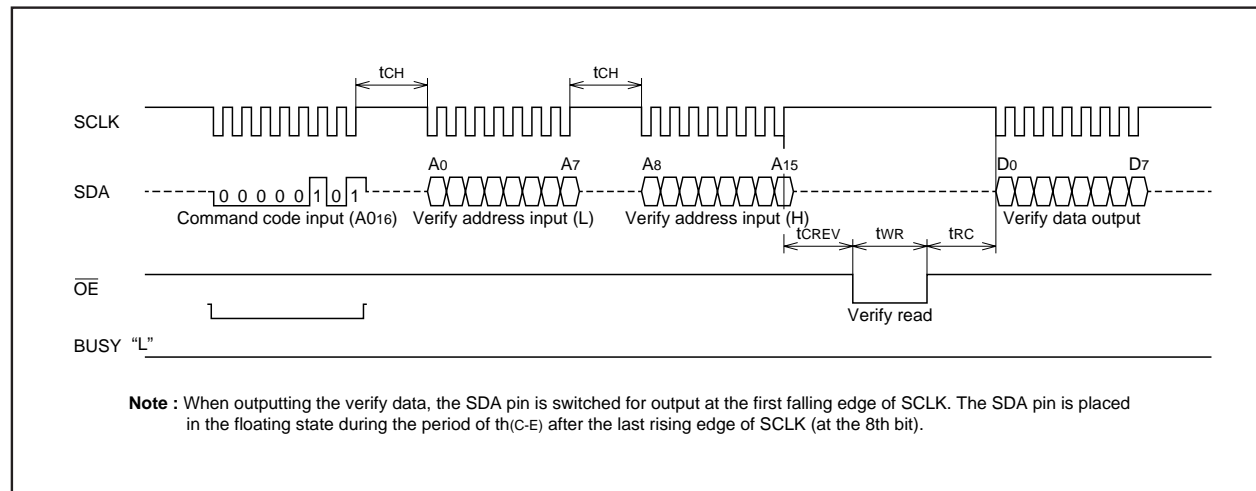 tCH tCH
SCLK
A0 A7 A8 A15 D0 D7
SDA 0 0 0 0 0 1 0 1
Command code input (A016) Verify address input (L) Verify address input (H) Verify data output
tCREV tWR tRC
OE
Verify read
BUSY “L”
Note : When outputting the verify data, the SDA pin is switched for output at the first falling edge of SCLK. The SDA pin is placed
in the floating state during the period of th(C-E) after the last rising edge of SCLK (at the 8th bit).